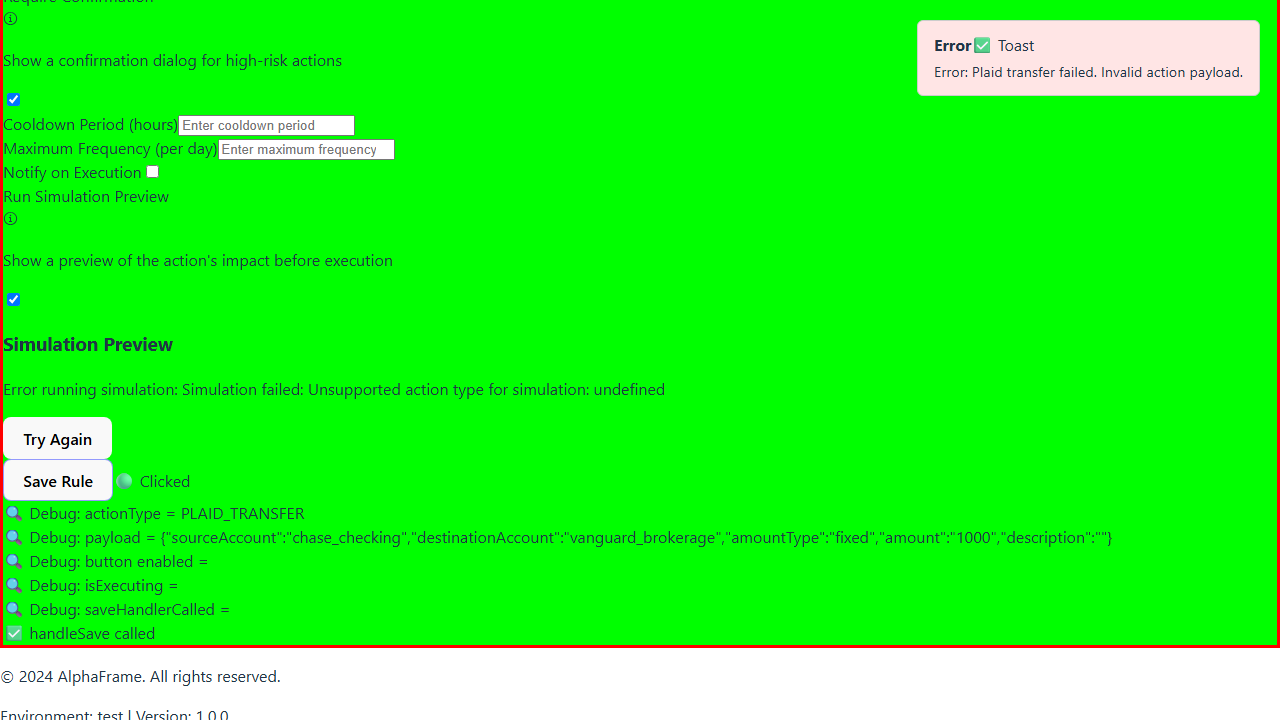 Require Confirmation
ⓘ
Show a confirmation dialog for high-risk actions
Cooldown Period (hours) Enter cooldown period
Maximum Frequency (per day) Enter maximum frequency
Notify on Execution
Run Simulation Preview
ⓘ
Show a preview of the action's impact before execution
Simulation Preview
Error running simulation: Simulation failed: Unsupported action type for simulation: undefined
Try Again
Save Rule 🟢 Clicked
🔍 Debug: actionType = PLAID_TRANSFER
🔍 Debug: payload = {"sourceAccount":"chase_checking","destinationAccount":"vanguard_brokerage","amountType":"fixed","amount":"1000","description":""}
🔍 Debug: button enabled =
🔍 Debug: isExecuting =
🔍 Debug: saveHandlerCalled =
✅ handleSave called
© 2024 AlphaFrame. All rights reserved.
Environment: test | Version: 1.0.0
Error ✅ Toast
Error: Plaid transfer failed. Invalid action payload.